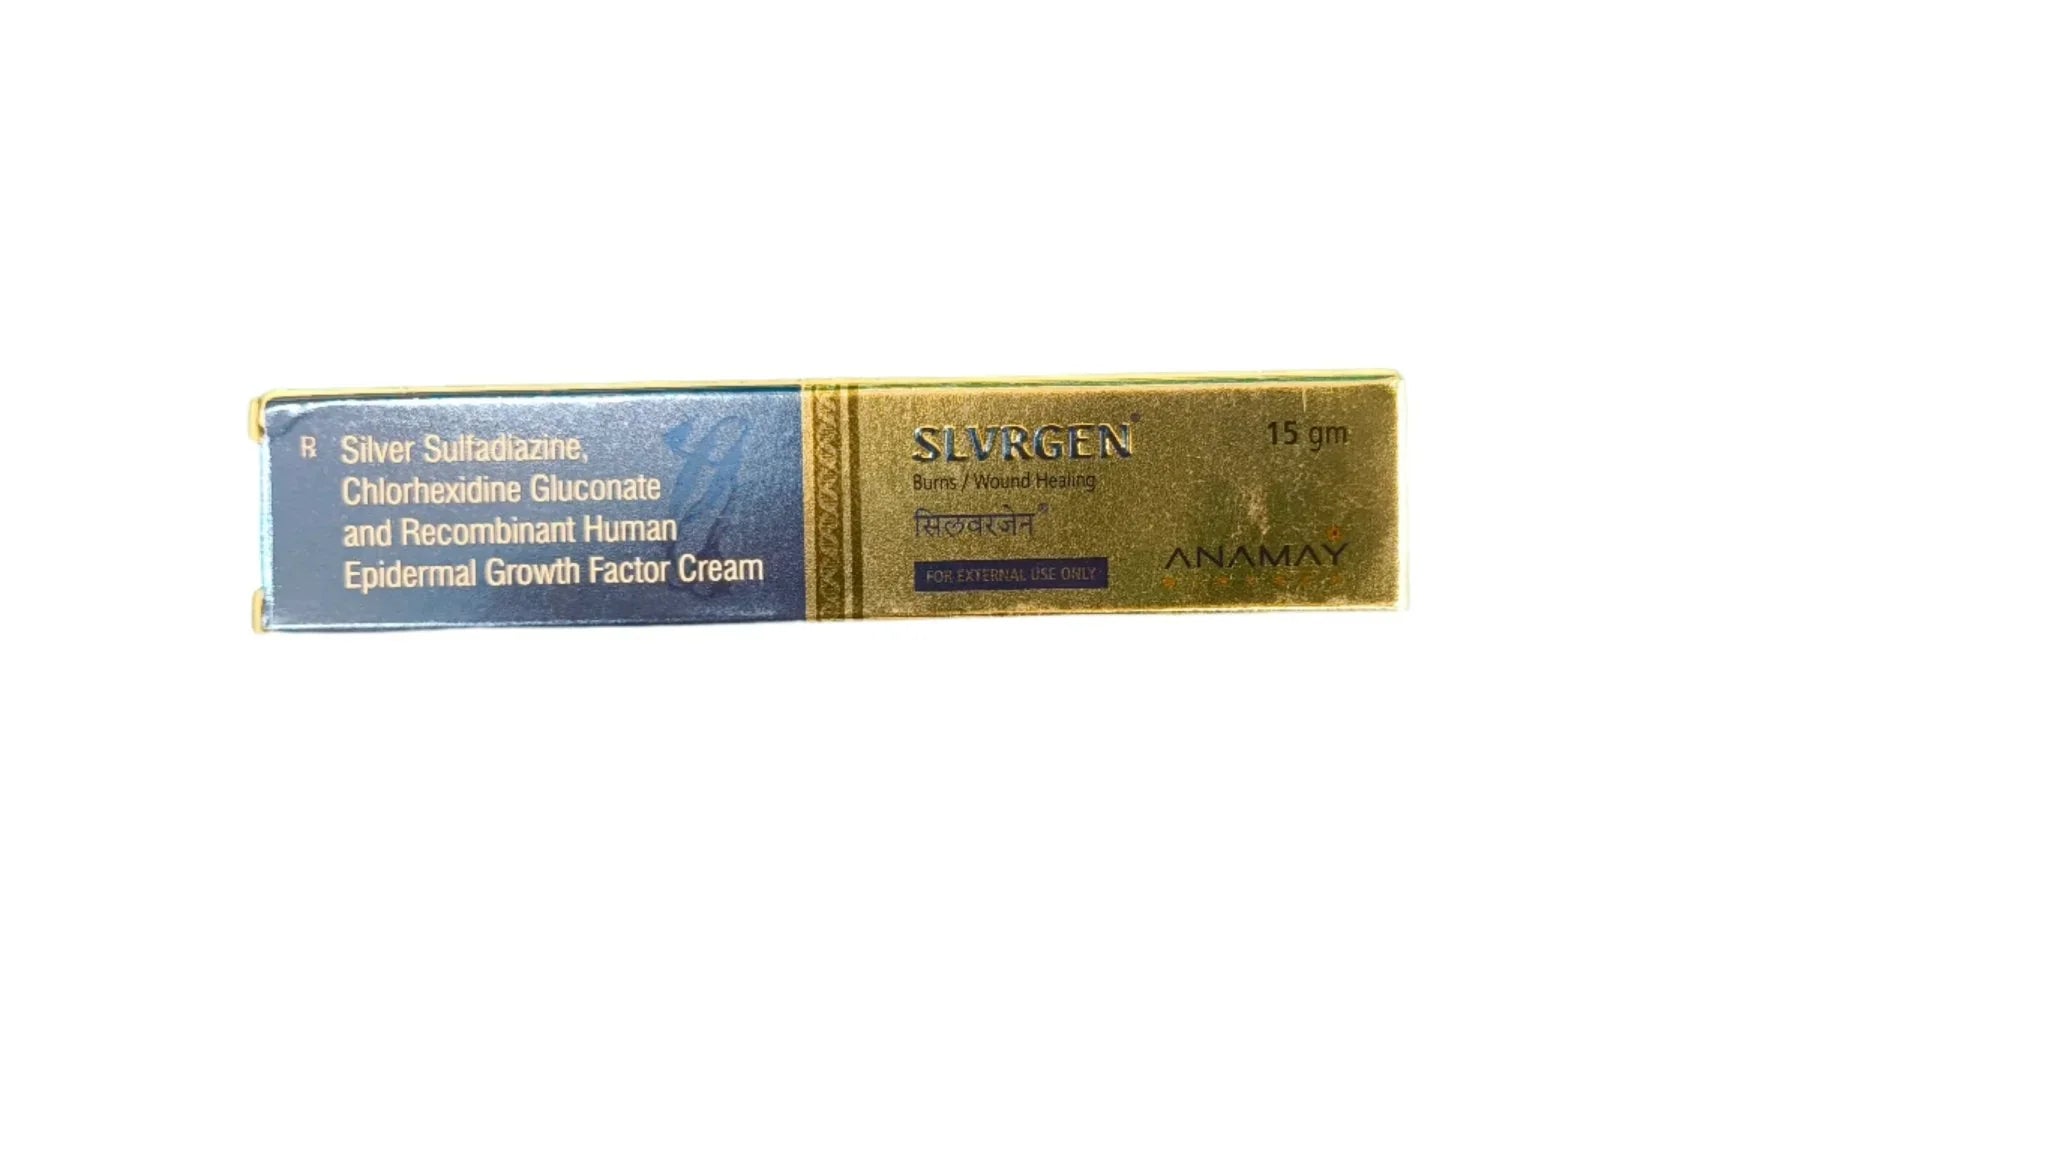 ℞ Silver Sulfadiazine,
Chlorhexidine Gluconate
and Recombinant Human
Epidermal Growth Factor Cream
SLVRGEN®
Burns / Wound Healing
सिलवरजेन®
FOR EXTERNAL USE ONLY
15 gm
ANAMAY